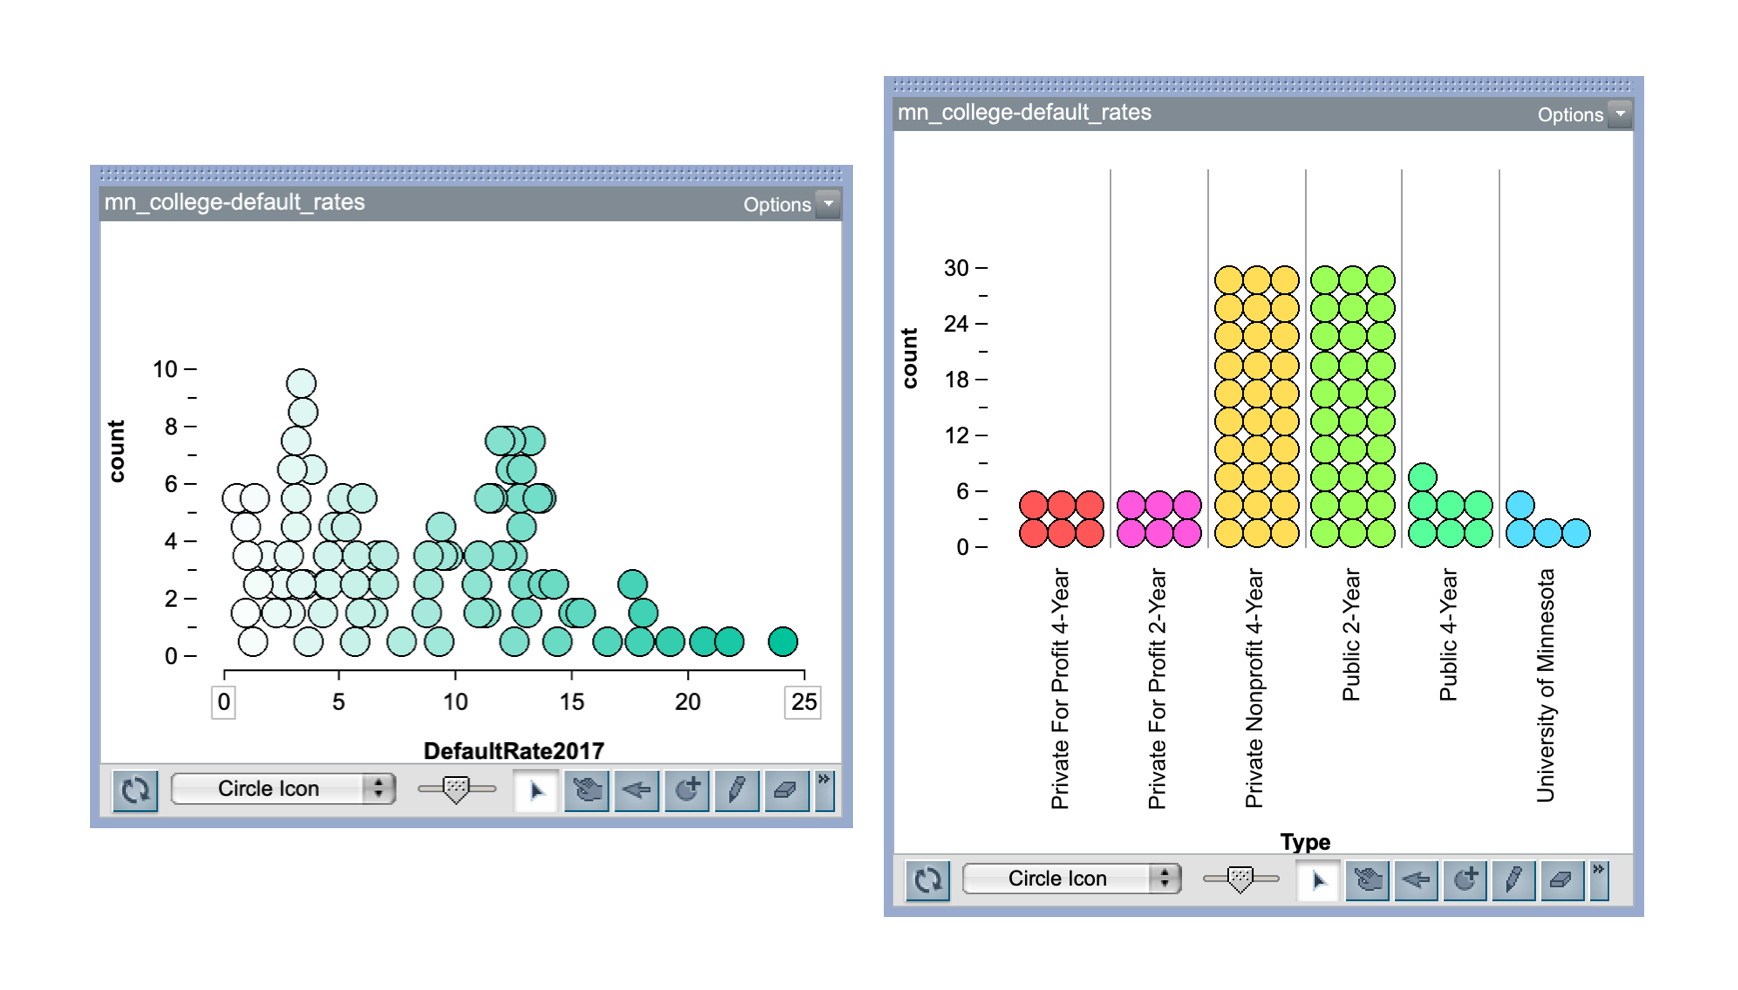 mn_college-default_rates
Options
10
8
6
4
2
0
count
0
5
10
15
20
25
DefaultRate2017
Circle Icon
»
mn_college-default_rates
Options
30
24
18
12
6
0
count
Private For Profit 4-Year
Private For Profit 2-Year
Private Nonprofit 4-Year
Public 2-Year
Public 4-Year
University of Minnesota
Type
Circle Icon
»